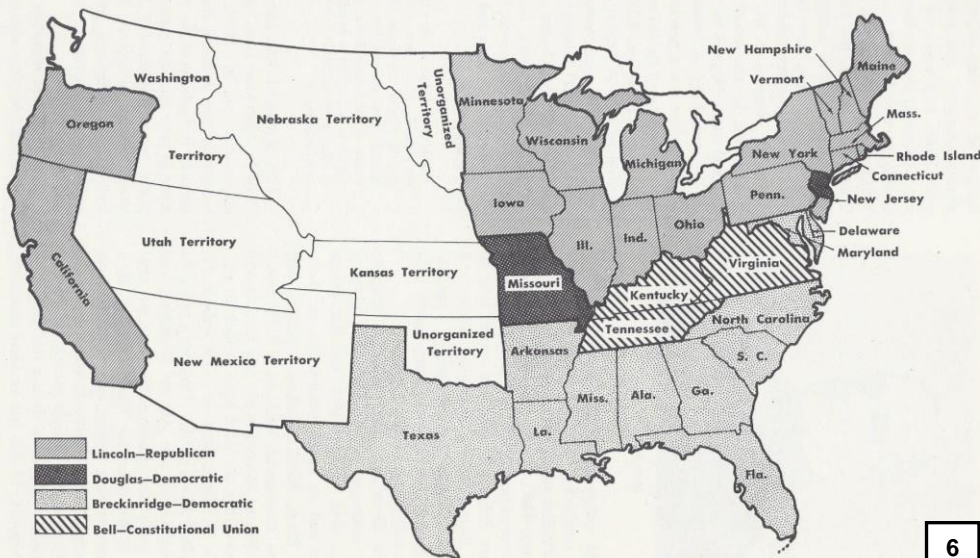 New Hampshire
Vermont
Maine
Washington
Unorganized
Territory
Minnesota
Nebraska Territory
Oregon
Mass.
Wisconsin
Territory
New York
Rhode Island
Michigan
Connecticut
Penn.
New Jersey
Iowa
Ohio
Utah Territory
Ill.
Ind.
Delaware
Maryland
Virginia
California
Kansas Territory
Missouri
Kentucky
North Carolina
Tennessee
Unorganized
Territory
Arkansas
S. C.
New Mexico Territory
Miss.
Ala.
Ga.
Texas
La.
Fla.
Lincoln—Republican
Douglas—Democratic
Breckinridge—Democratic
Bell—Constitutional Union
6